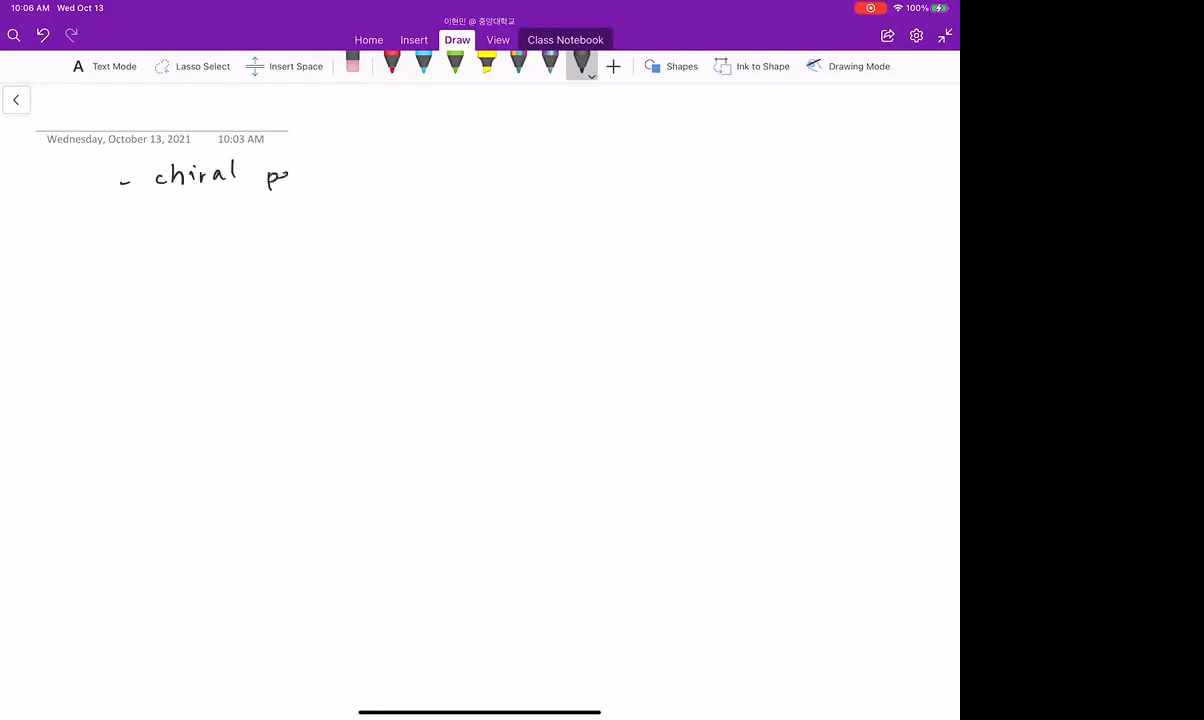 10:06 AM Wed Oct 13 100%
이현민 @ 중앙대학교
Home Insert Draw View Class Notebook
A Text Mode Lasso Select Insert Space Shapes Ink to Shape Drawing Mode
Wednesday, October 13, 2021 10:03 AM
- chiral po